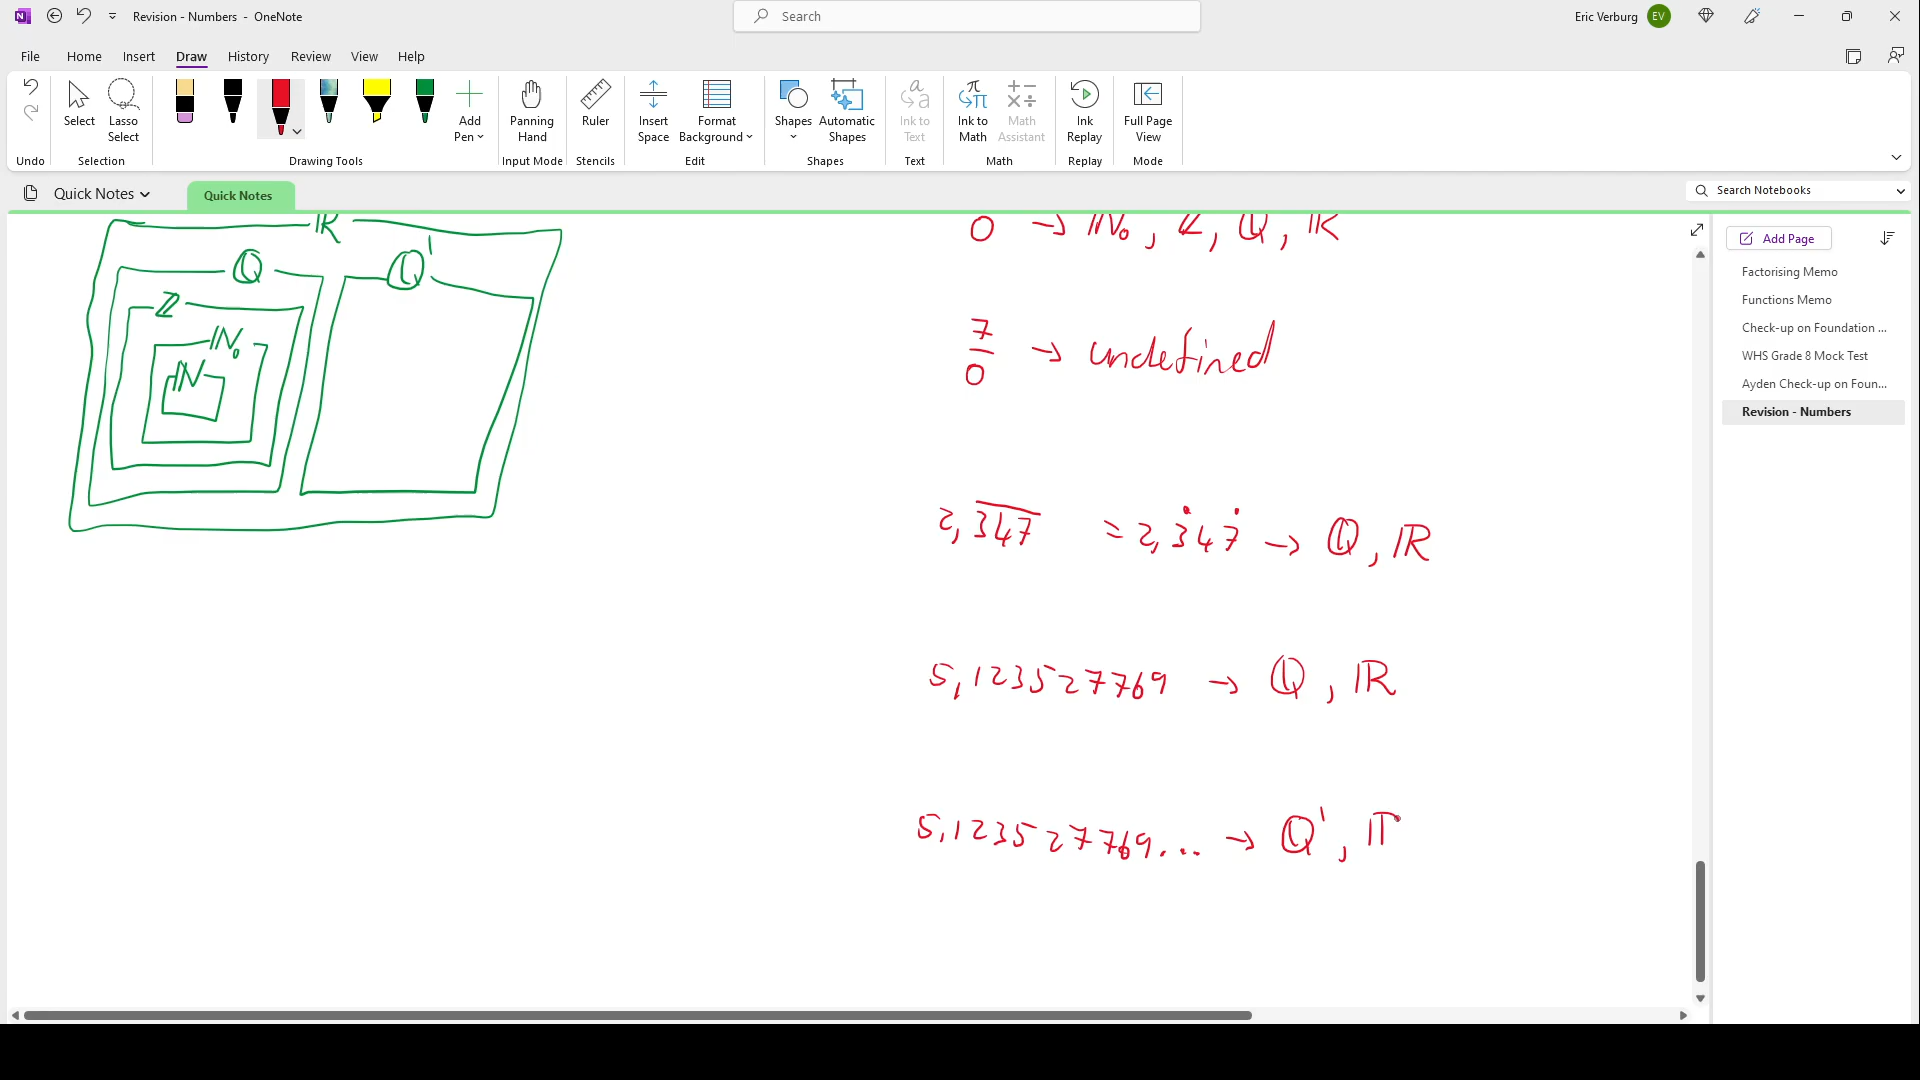 Revision - Numbers - OneNote
Search
Eric Verburg EV
File Home Insert Draw History Review View Help
Undo
Select
Lasso Select
Selection
Drawing Tools
Add Pen
Panning Hand
Input Mode
Ruler
Stencils
Insert Space
Format Background
Edit
Shapes
Automatic Shapes
Shapes
Ink to Text
Text
Ink to Math
Math Assistant
Math
Ink Replay
Replay
Full Page View
Mode
Quick Notes
Quick Notes
Search Notebooks
Add Page
Factorising Memo
Functions Memo
Check-up on Foundation ...
WHS Grade 8 Mock Test
Ayden Check-up on Foun...
Revision - Numbers
ℝ
ℚ ℚ'
ℤ
ℕ₀
ℕ
0 → ℕ₀, ℤ, ℚ, ℝ
7/0 → undefined
2,3̅4̅7̅ = 2,3̇47̇ → ℚ, ℝ
5,123527769 → ℚ, ℝ
5,123527769... → ℚ',